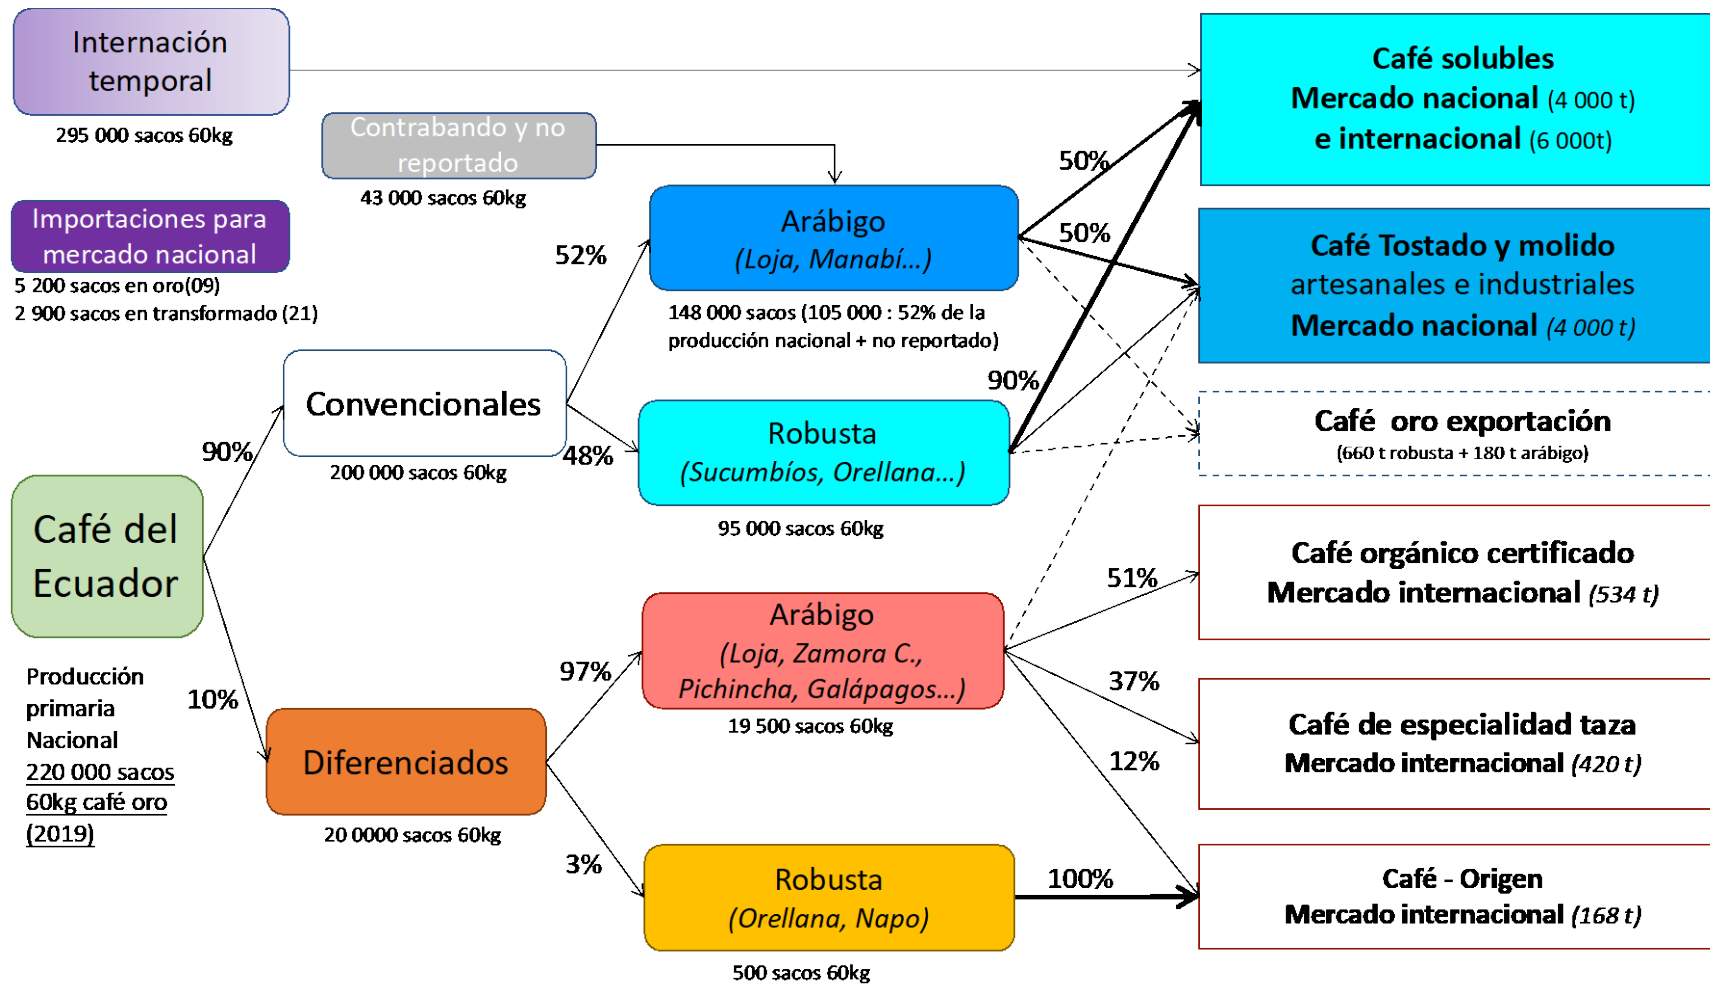 Internación
temporal
295 000 sacos 60kg
Contrabando y no
reportado
43 000 sacos 60kg
Importaciones para
mercado nacional
5 200 sacos en oro(09)
2 900 sacos en transformado (21)
Café del
Ecuador
Producción
primaria
Nacional
220 000 sacos
60kg café oro
(2019)
90%
10%
Convencionales
200 000 sacos 60kg
Diferenciados
20 0000 sacos 60kg
52%
48%
97%
3%
Arábigo
(Loja, Manabí...)
148 000 sacos (105 000 : 52% de la
producción nacional + no reportado)
Robusta
(Sucumbíos, Orellana...)
95 000 sacos 60kg
Arábigo
(Loja, Zamora C.,
Pichincha, Galápagos...)
19 500 sacos 60kg
Robusta
(Orellana, Napo)
500 sacos 60kg
50%
50%
90%
51%
37%
12%
100%
Café solubles
Mercado nacional (4 000 t)
e internacional (6 000t)
Café Tostado y molido
artesanales e industriales
Mercado nacional (4 000 t)
Café oro exportación
(660 t robusta + 180 t arábigo)
Café orgánico certificado
Mercado internacional (534 t)
Café de especialidad taza
Mercado internacional (420 t)
Café - Origen
Mercado internacional (168 t)